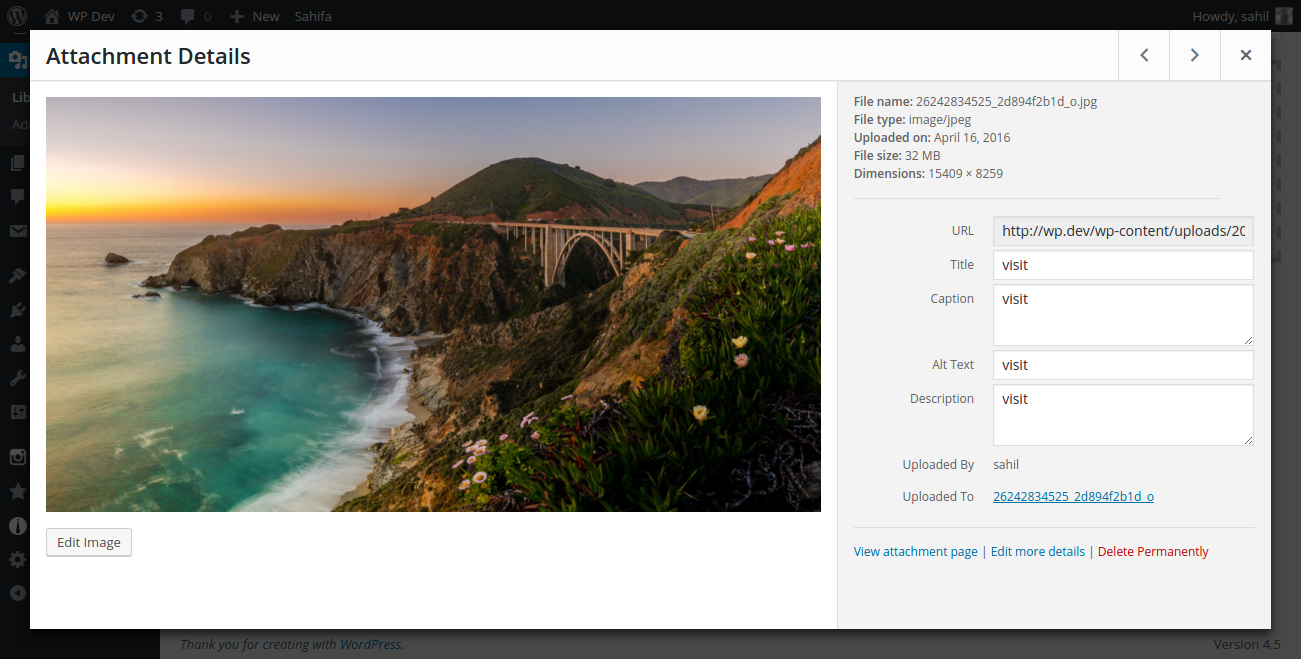 WP Dev 3 0 New Sahifa Howdy, sahil
Attachment Details
Lib
Ad
File name: 26242834525_2d894f2b1d_o.jpg
File type: image/jpeg
Uploaded on: April 16, 2016
File size: 32 MB
Dimensions: 15409 × 8259
URL http://wp.dev/wp-content/uploads/20
Title visit
Caption visit
Alt Text visit
Description visit
Uploaded By sahil
Uploaded To 26242834525_2d894f2b1d_o
Edit Image
View attachment page | Edit more details | Delete Permanently
Thank you for creating with WordPress. Version 4.5